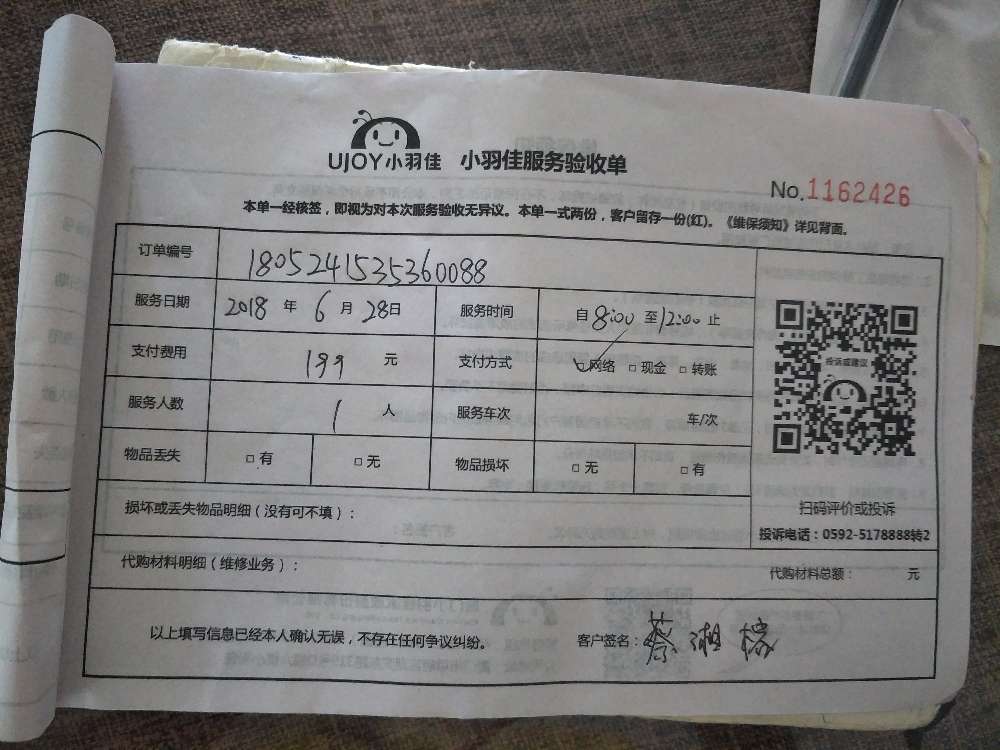 UJOY小羽佳 小羽佳服务验收单
No.1162426
本单一经核签，即视为对本次服务验收无异议。本单一式两份，客户留存一份(红)。《维保须知》详见背面。
订单编号 1805241535360088
服务日期 2018 年 6 月 28日 服务时间 自 8:00 至 12:00 止
支付费用 199 元 支付方式 □网络 □现金 □转账
服务人数 1 人 服务车次 车/次
物品丢失 □有 □无 物品损坏 □无 □有
投诉或建议
扫码评价或投诉
投诉电话：0592-5178888转2
损坏或丢失物品明细（没有可不填）：
代购材料明细（维修业务）： 代购材料总额： 元
以上填写信息已经本人确认无误，不存在任何争议纠纷。 客户签名：蔡湘